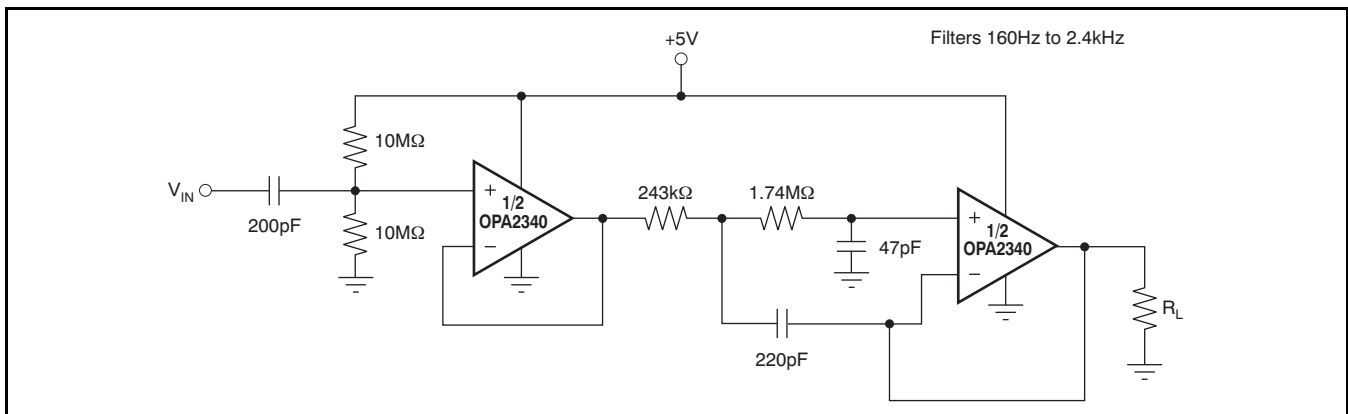 +5V
Filters 160Hz to 2.4kHz
10MΩ
V_IN
200pF
10MΩ
+
1/2
OPA2340
−
243kΩ
1.74MΩ
47pF
220pF
+
1/2
OPA2340
−
R_L